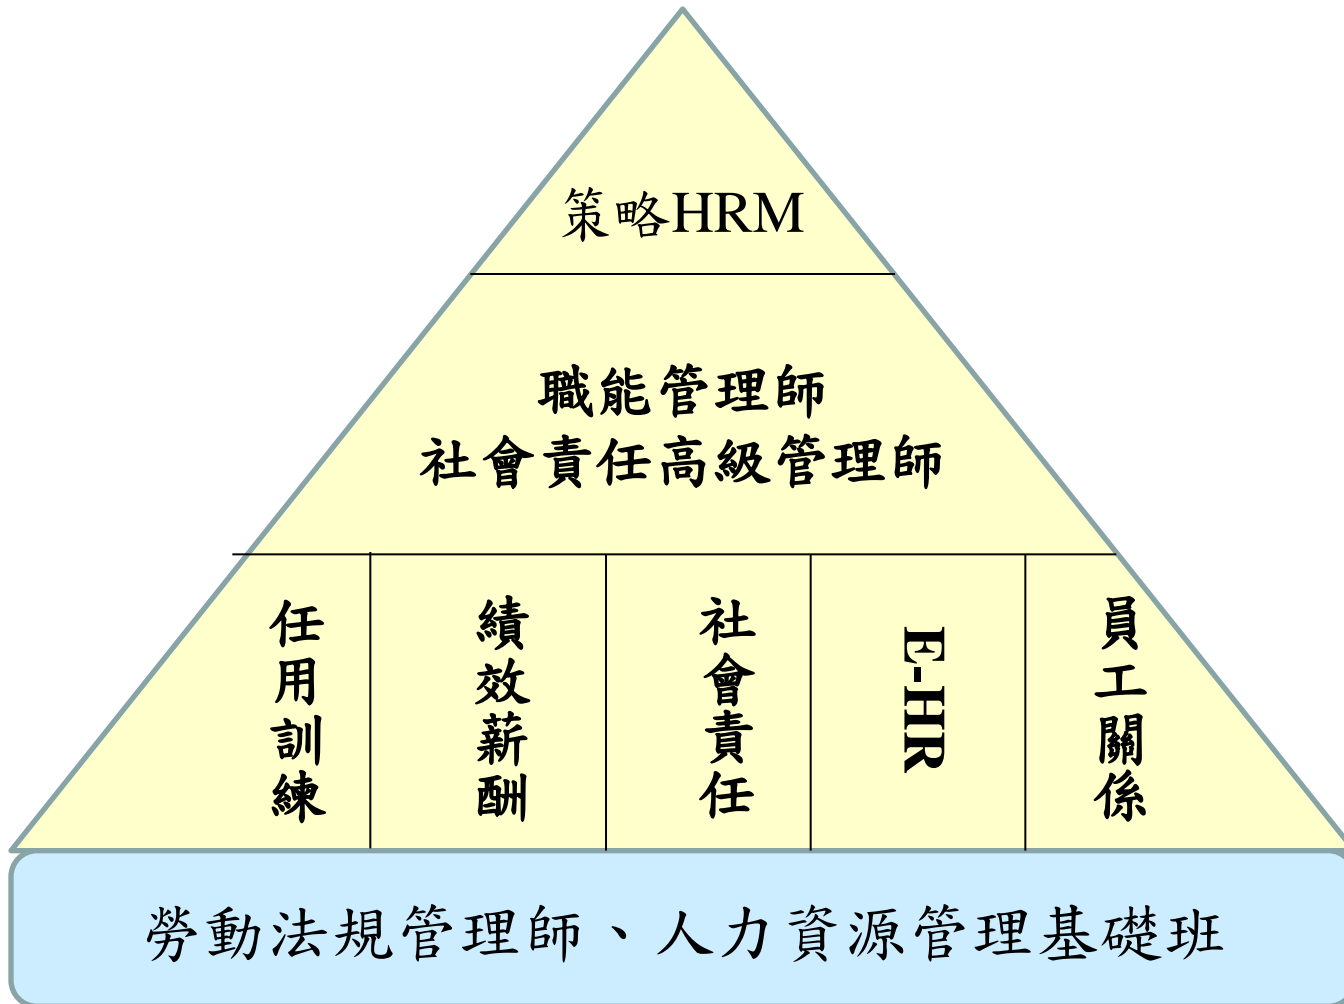 策略HRM
職能管理師
社會責任高級管理師
任用訓練
績效薪酬
社會責任
E-HR
員工關係
勞動法規管理師、人力資源管理基礎班